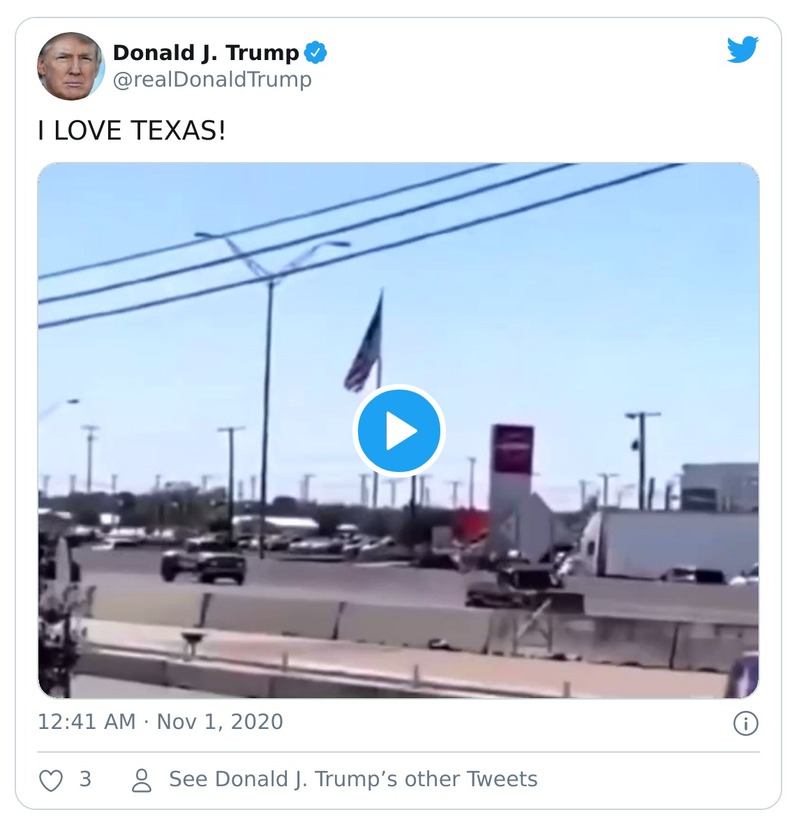 Donald J. Trump
@realDonaldTrump
I LOVE TEXAS!
12:41 AM · Nov 1, 2020
3
See Donald J. Trump’s other Tweets